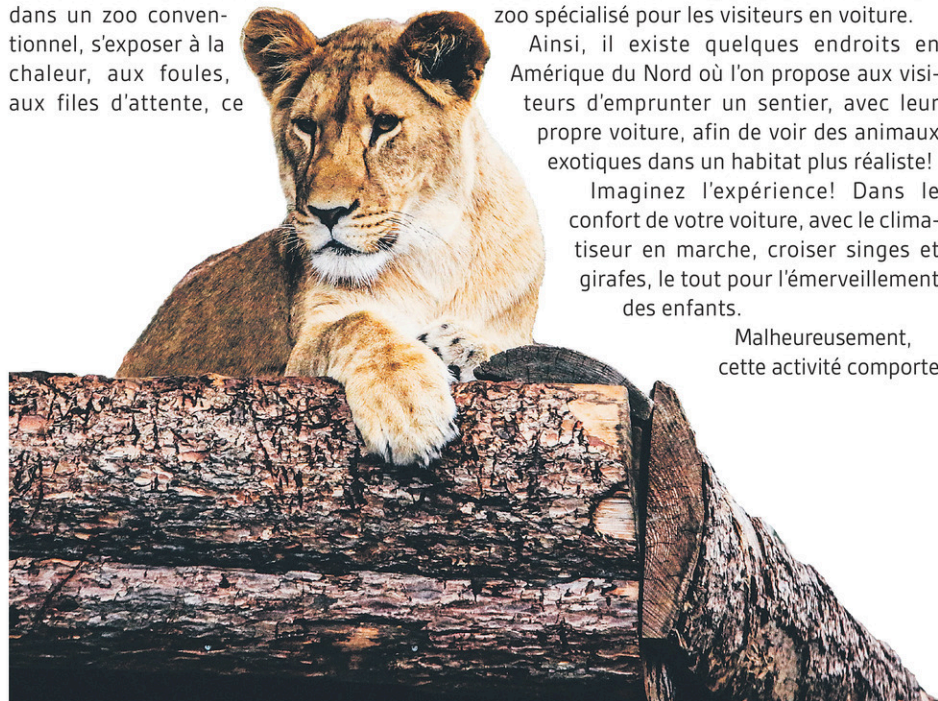 dans un zoo conven-
tionnel, s'exposer à la
chaleur, aux foules,
aux files d'attente, ce
zoo spécialisé pour les visiteurs en voiture.
Ainsi, il existe quelques endroits en
Amérique du Nord où l'on propose aux visi-
teurs d'emprunter un sentier, avec leur
propre voiture, afin de voir des animaux
exotiques dans un habitat plus réaliste!
Imaginez l'expérience! Dans le
confort de votre voiture, avec le clima-
tiseur en marche, croiser singes et
girafes, le tout pour l'émerveillement
des enfants.
Malheureusement,
cette activité comporte